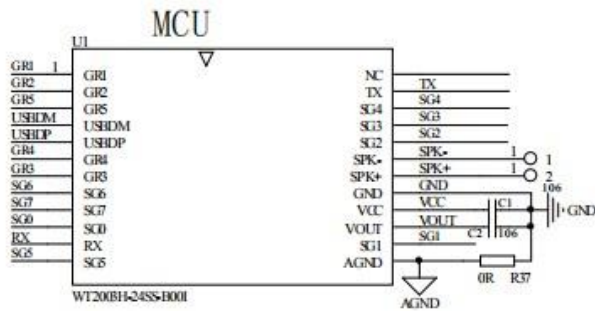 MCU
U1
GR1 1 GR1 NC
GR2 GR2 TX TX
GR5 GR5 SG4 SG4
USBDM USBDM SG3 SG3
USBDP USBDP SG2 SG2
GR4 GR4 SPK- SPK- 1 1
GR3 GR3 SPK+ SPK+ 1 2
SG6 SG6 GND GND 106
SG7 SG7 VCC VCC C1 GND
SG0 SG0 VOUT VOUT C2 106
RX RX SG1 SG1
SG5 SG5 AGND
0R R37
WT2003H-24SS-B001
AGND